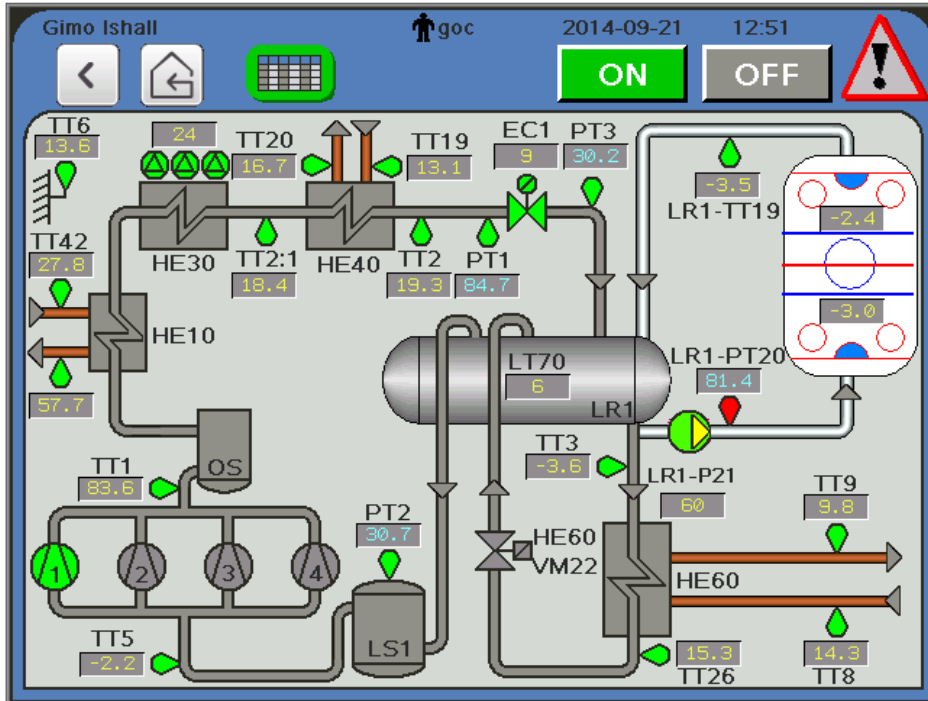 Gimo Ishall
goc
2014-09-21
12:51
ON
OFF
TT6
13.6
24
TT20
16.7
TT19
13.1
EC1
9
PT3
30.2
-3.5
LR1-TT19
-2.4
-3.0
TT42
27.8
HE30
TT2:1
18.4
HE40
TT2
19.3
PT1
84.7
HE10
57.7
LT70
6
LR1
LR1-PT20
81.4
OS
TT1
83.6
TT3
-3.6
LR1-P21
60
TT9
9.8
PT2
30.7
HE60
VM22
HE60
1
2
3
4
LS1
TT5
-2.2
15.3
TT26
14.3
TT8